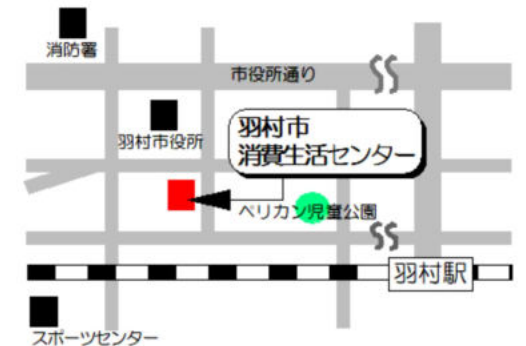 消防署
市役所通り
羽村市役所
羽村市
消費生活センター
ペリカン児童公園
羽村駅
スポーツセンター